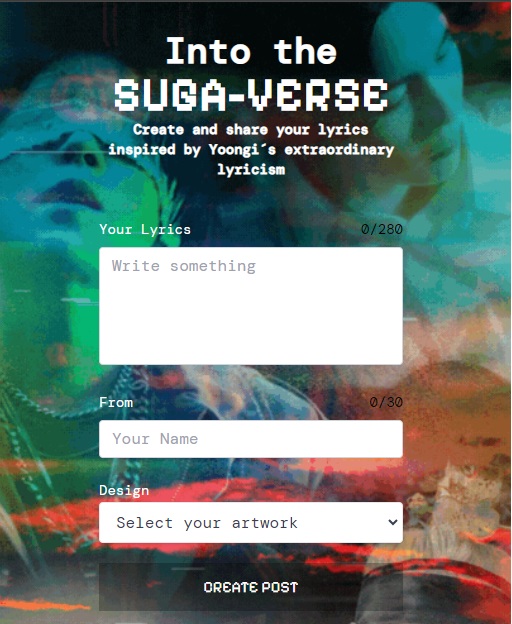 Into the
SUGA-VERSE
Create and share your lyrics
inspired by Yoongi´s extraordinary
lyricism
Your Lyrics 0/280
Write something
From 0/30
Your Name
Design
Select your artwork
CREATE POST